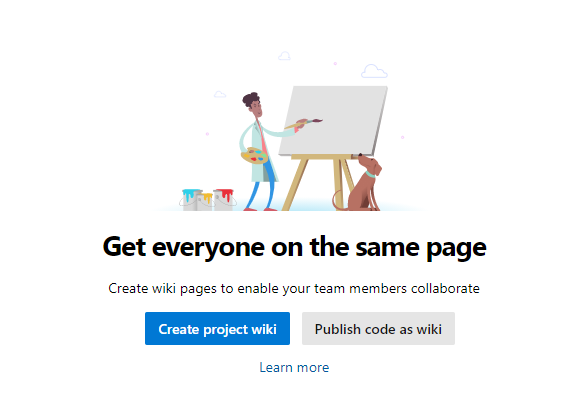 Get everyone on the same page
Create wiki pages to enable your team members collaborate
Create project wiki
Publish code as wiki
Learn more